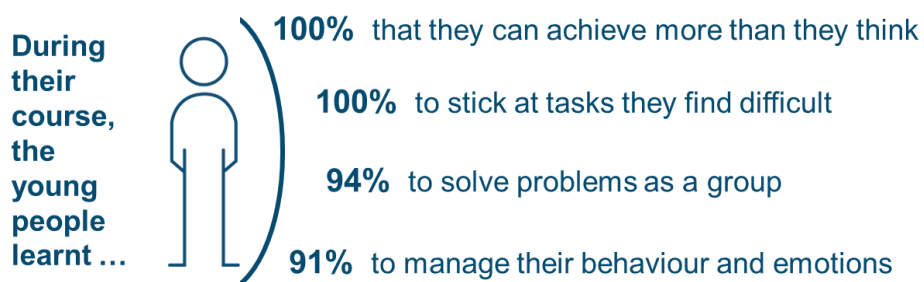 During
their
course,
the
young
people
learnt ...
100% that they can achieve more than they think
100% to stick at tasks they find difficult
94% to solve problems as a group
91% to manage their behaviour and emotions